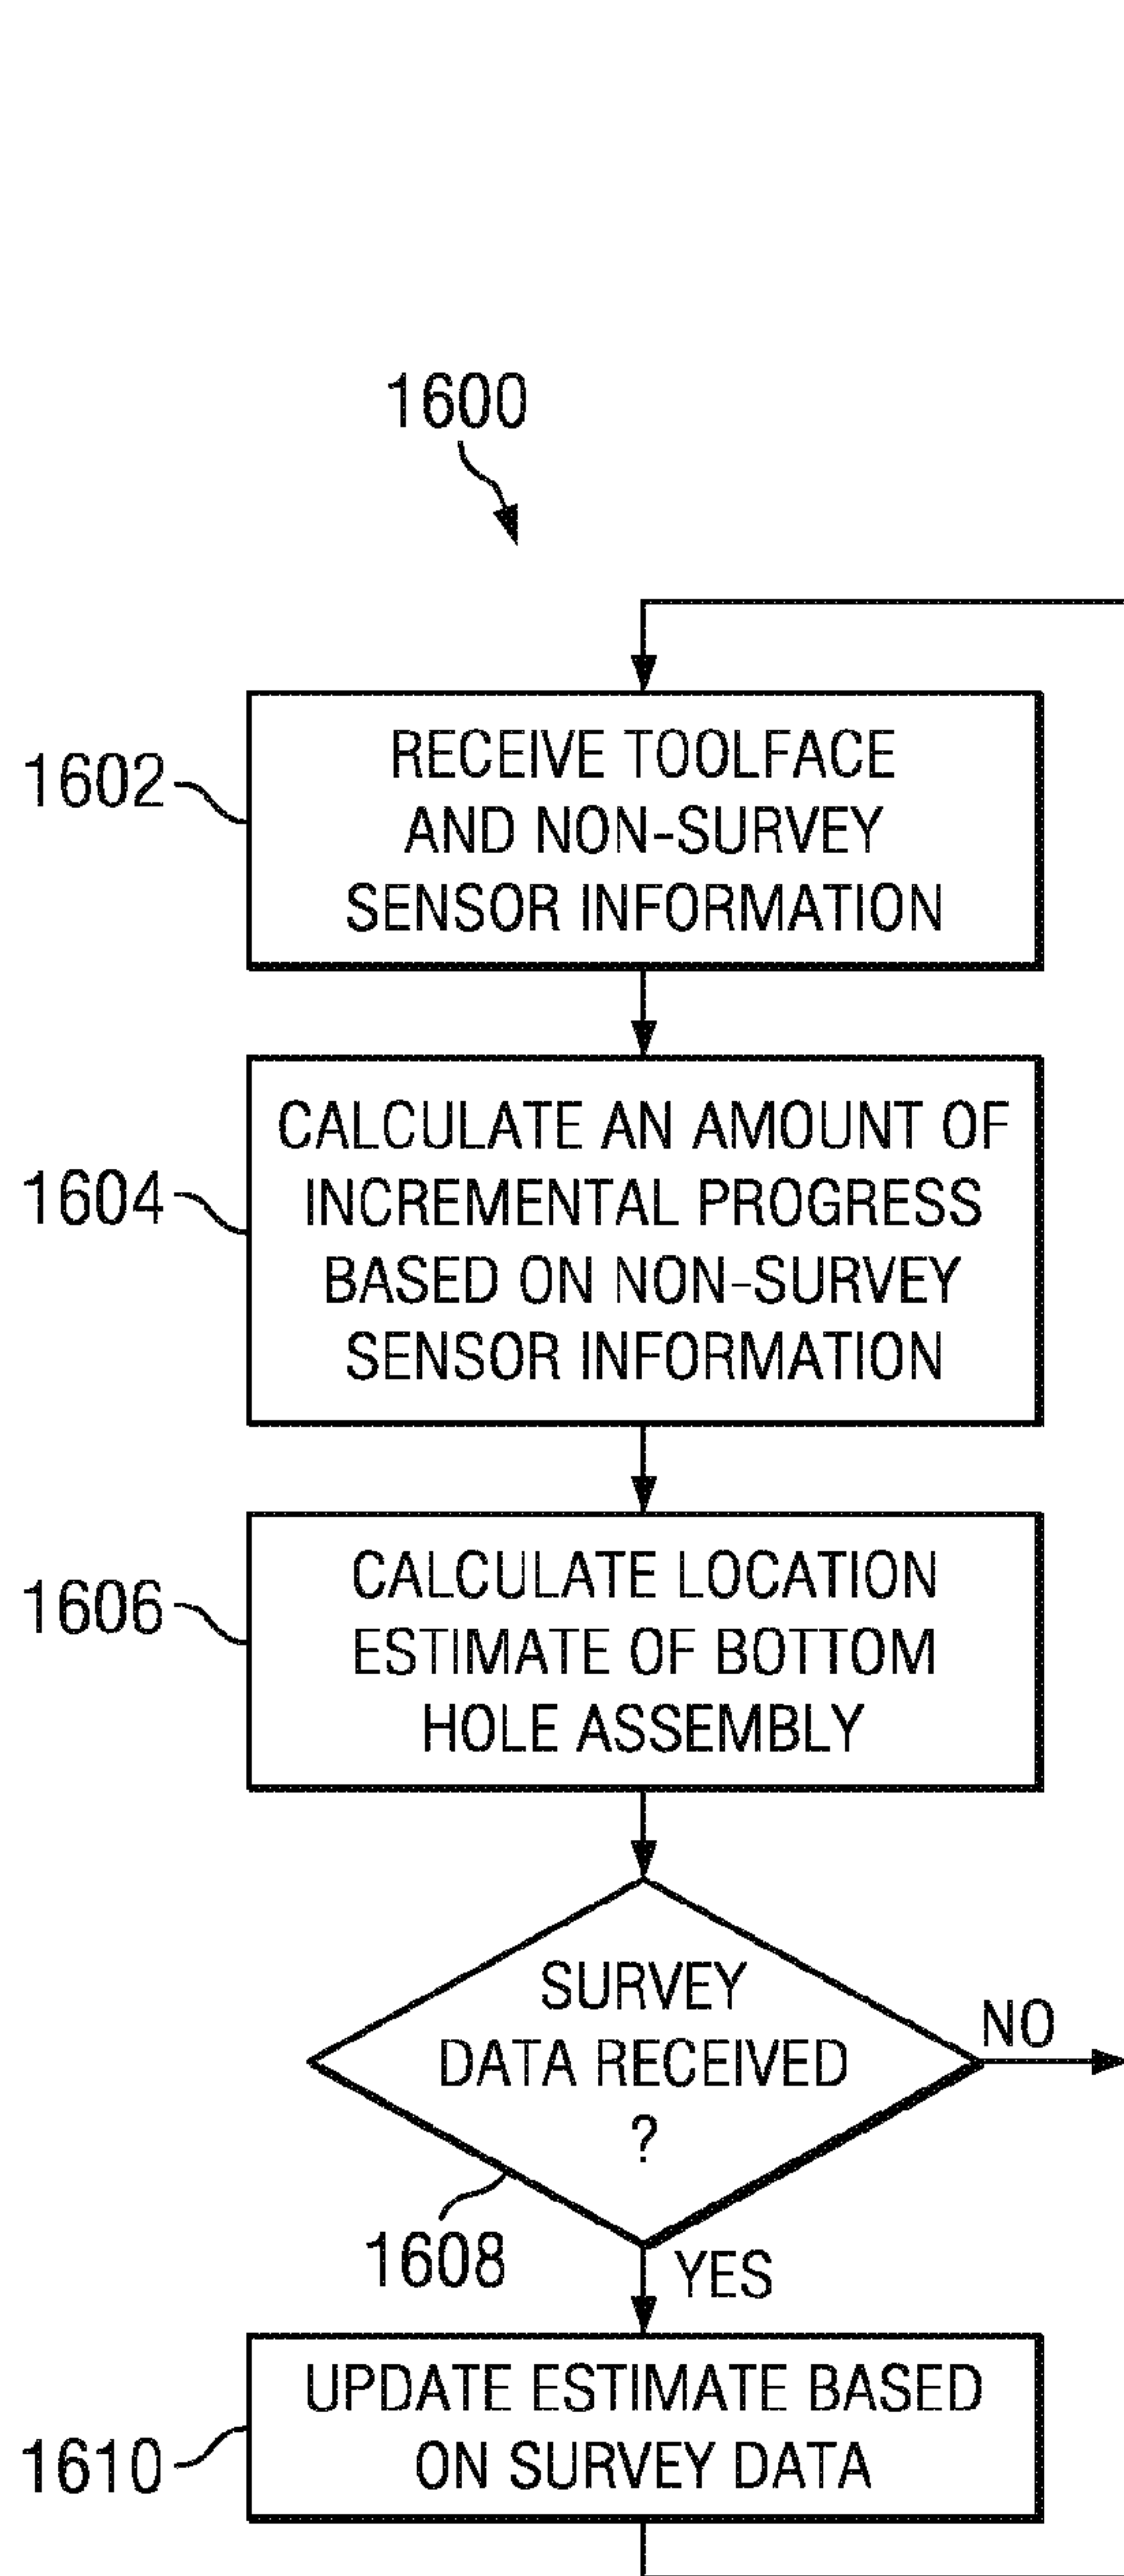 1600
1602
RECEIVE TOOLFACE
AND NON-SURVEY
SENSOR INFORMATION
1604
CALCULATE AN AMOUNT OF
INCREMENTAL PROGRESS
BASED ON NON-SURVEY
SENSOR INFORMATION
1606
CALCULATE LOCATION
ESTIMATE OF BOTTOM
HOLE ASSEMBLY
SURVEY
DATA RECEIVED
?
NO
1608
YES
1610
UPDATE ESTIMATE BASED
ON SURVEY DATA